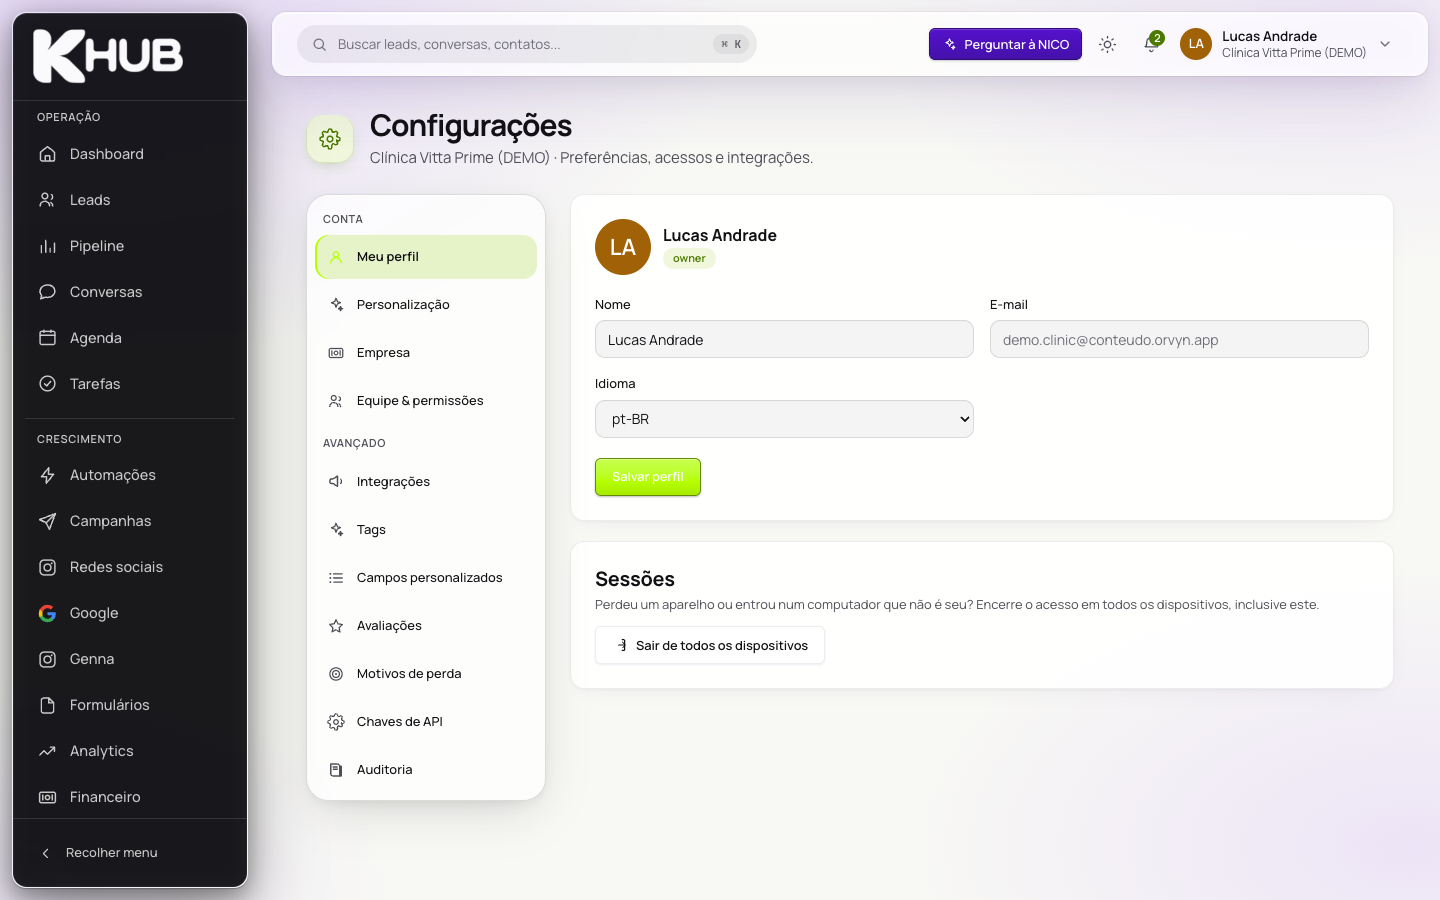 KHUB
OPERAÇÃO
Dashboard
Leads
Pipeline
Conversas
Agenda
Tarefas
CRESCIMENTO
Automações
Campanhas
Redes sociais
Google
Genna
Formulários
Analytics
Financeiro
Recolher menu
Buscar leads, conversas, contatos...
⌘ K
Perguntar à NICO
2
LA
Lucas Andrade
Clínica Vitta Prime (DEMO)
Configurações
Clínica Vitta Prime (DEMO) · Preferências, acessos e integrações.
CONTA
Meu perfil
Personalização
Empresa
Equipe & permissões
AVANÇADO
Integrações
Tags
Campos personalizados
Avaliações
Motivos de perda
Chaves de API
Auditoria
LA
Lucas Andrade
owner
Nome
Lucas Andrade
E-mail
demo.clinic@conteudo.orvyn.app
Idioma
pt-BR
Salvar perfil
Sessões
Perdeu um aparelho ou entrou num computador que não é seu? Encerre o acesso em todos os dispositivos, inclusive este.
Sair de todos os dispositivos